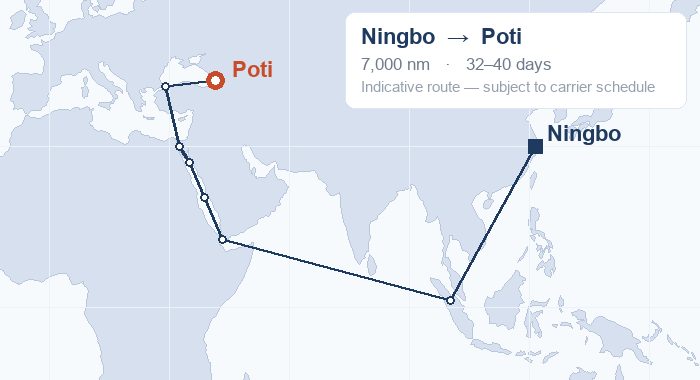 Ningbo → Poti
7,000 nm · 32–40 days
Indicative route — subject to carrier schedule
Poti
Ningbo